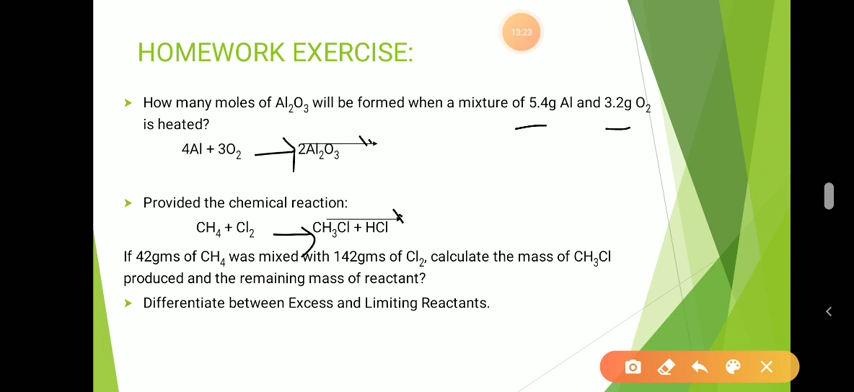 13:23
HOMEWORK EXERCISE:
➤ How many moles of Al₂O₃ will be formed when a mixture of 5.4g Al and 3.2g O₂
is heated?
4Al + 3O₂ ⟶ 2Al₂O₃
➤ Provided the chemical reaction:
CH₄ + Cl₂ ⟶ CH₃Cl + HCl
If 42gms of CH₄ was mixed with 142gms of Cl₂, calculate the mass of CH₃Cl
produced and the remaining mass of reactant?
➤ Differentiate between Excess and Limiting Reactants.